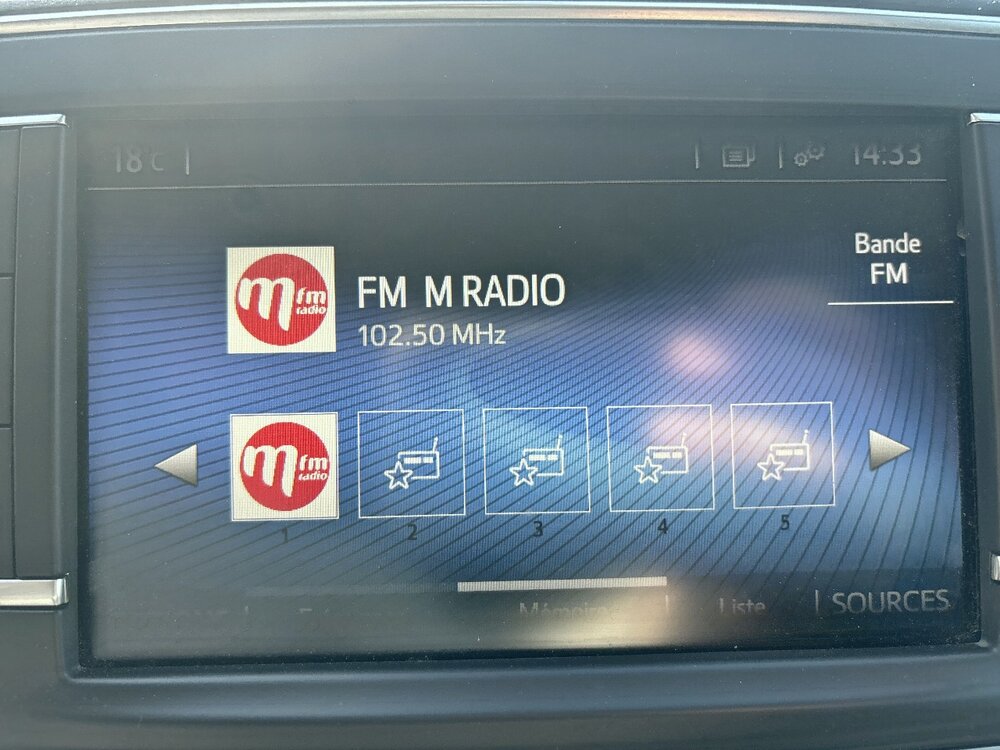 18°C
14:33
Bande
FM
m fm
radio
FM M RADIO
102.50 MHz
m fm
radio
1 2 3 4 5
Mémoire Liste SOURCES